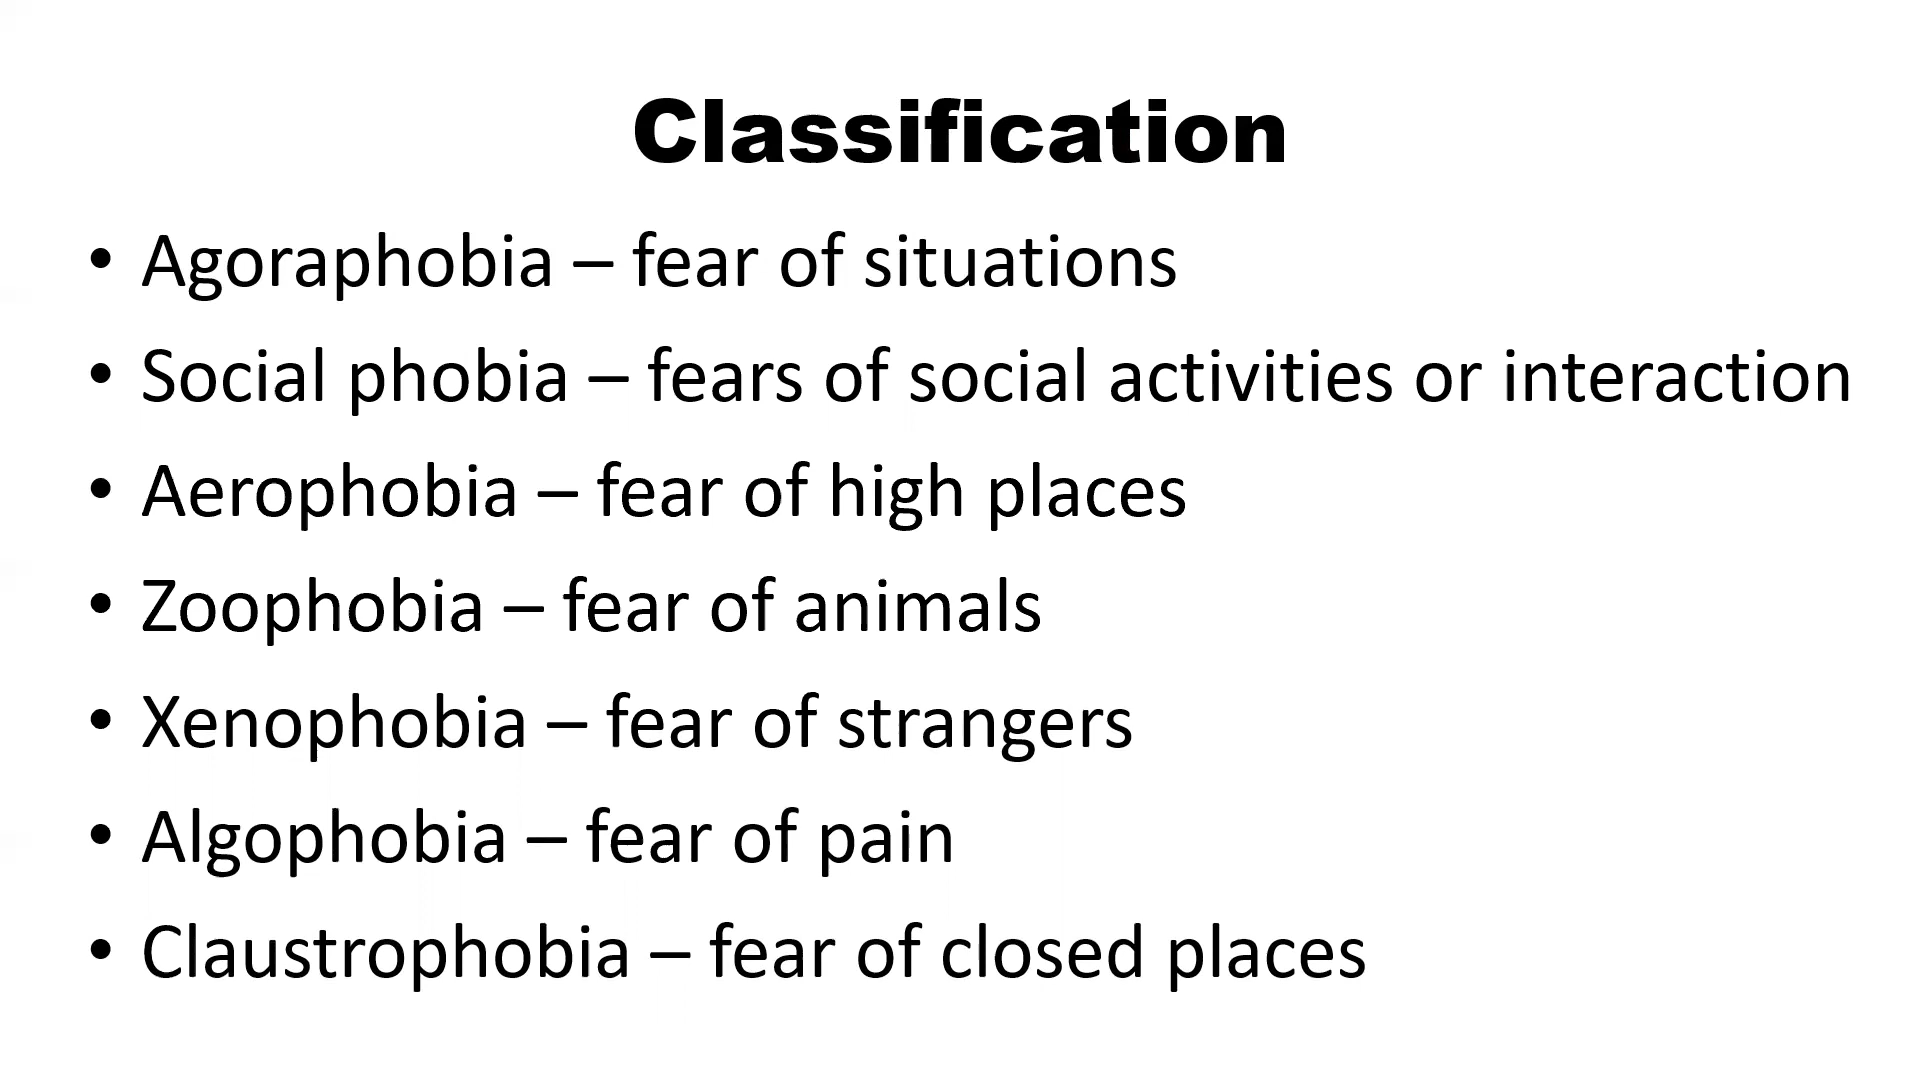 Classification
• Agoraphobia – fear of situations
• Social phobia – fears of social activities or interaction
• Aerophobia – fear of high places
• Zoophobia – fear of animals
• Xenophobia – fear of strangers
• Algophobia – fear of pain
• Claustrophobia – fear of closed places